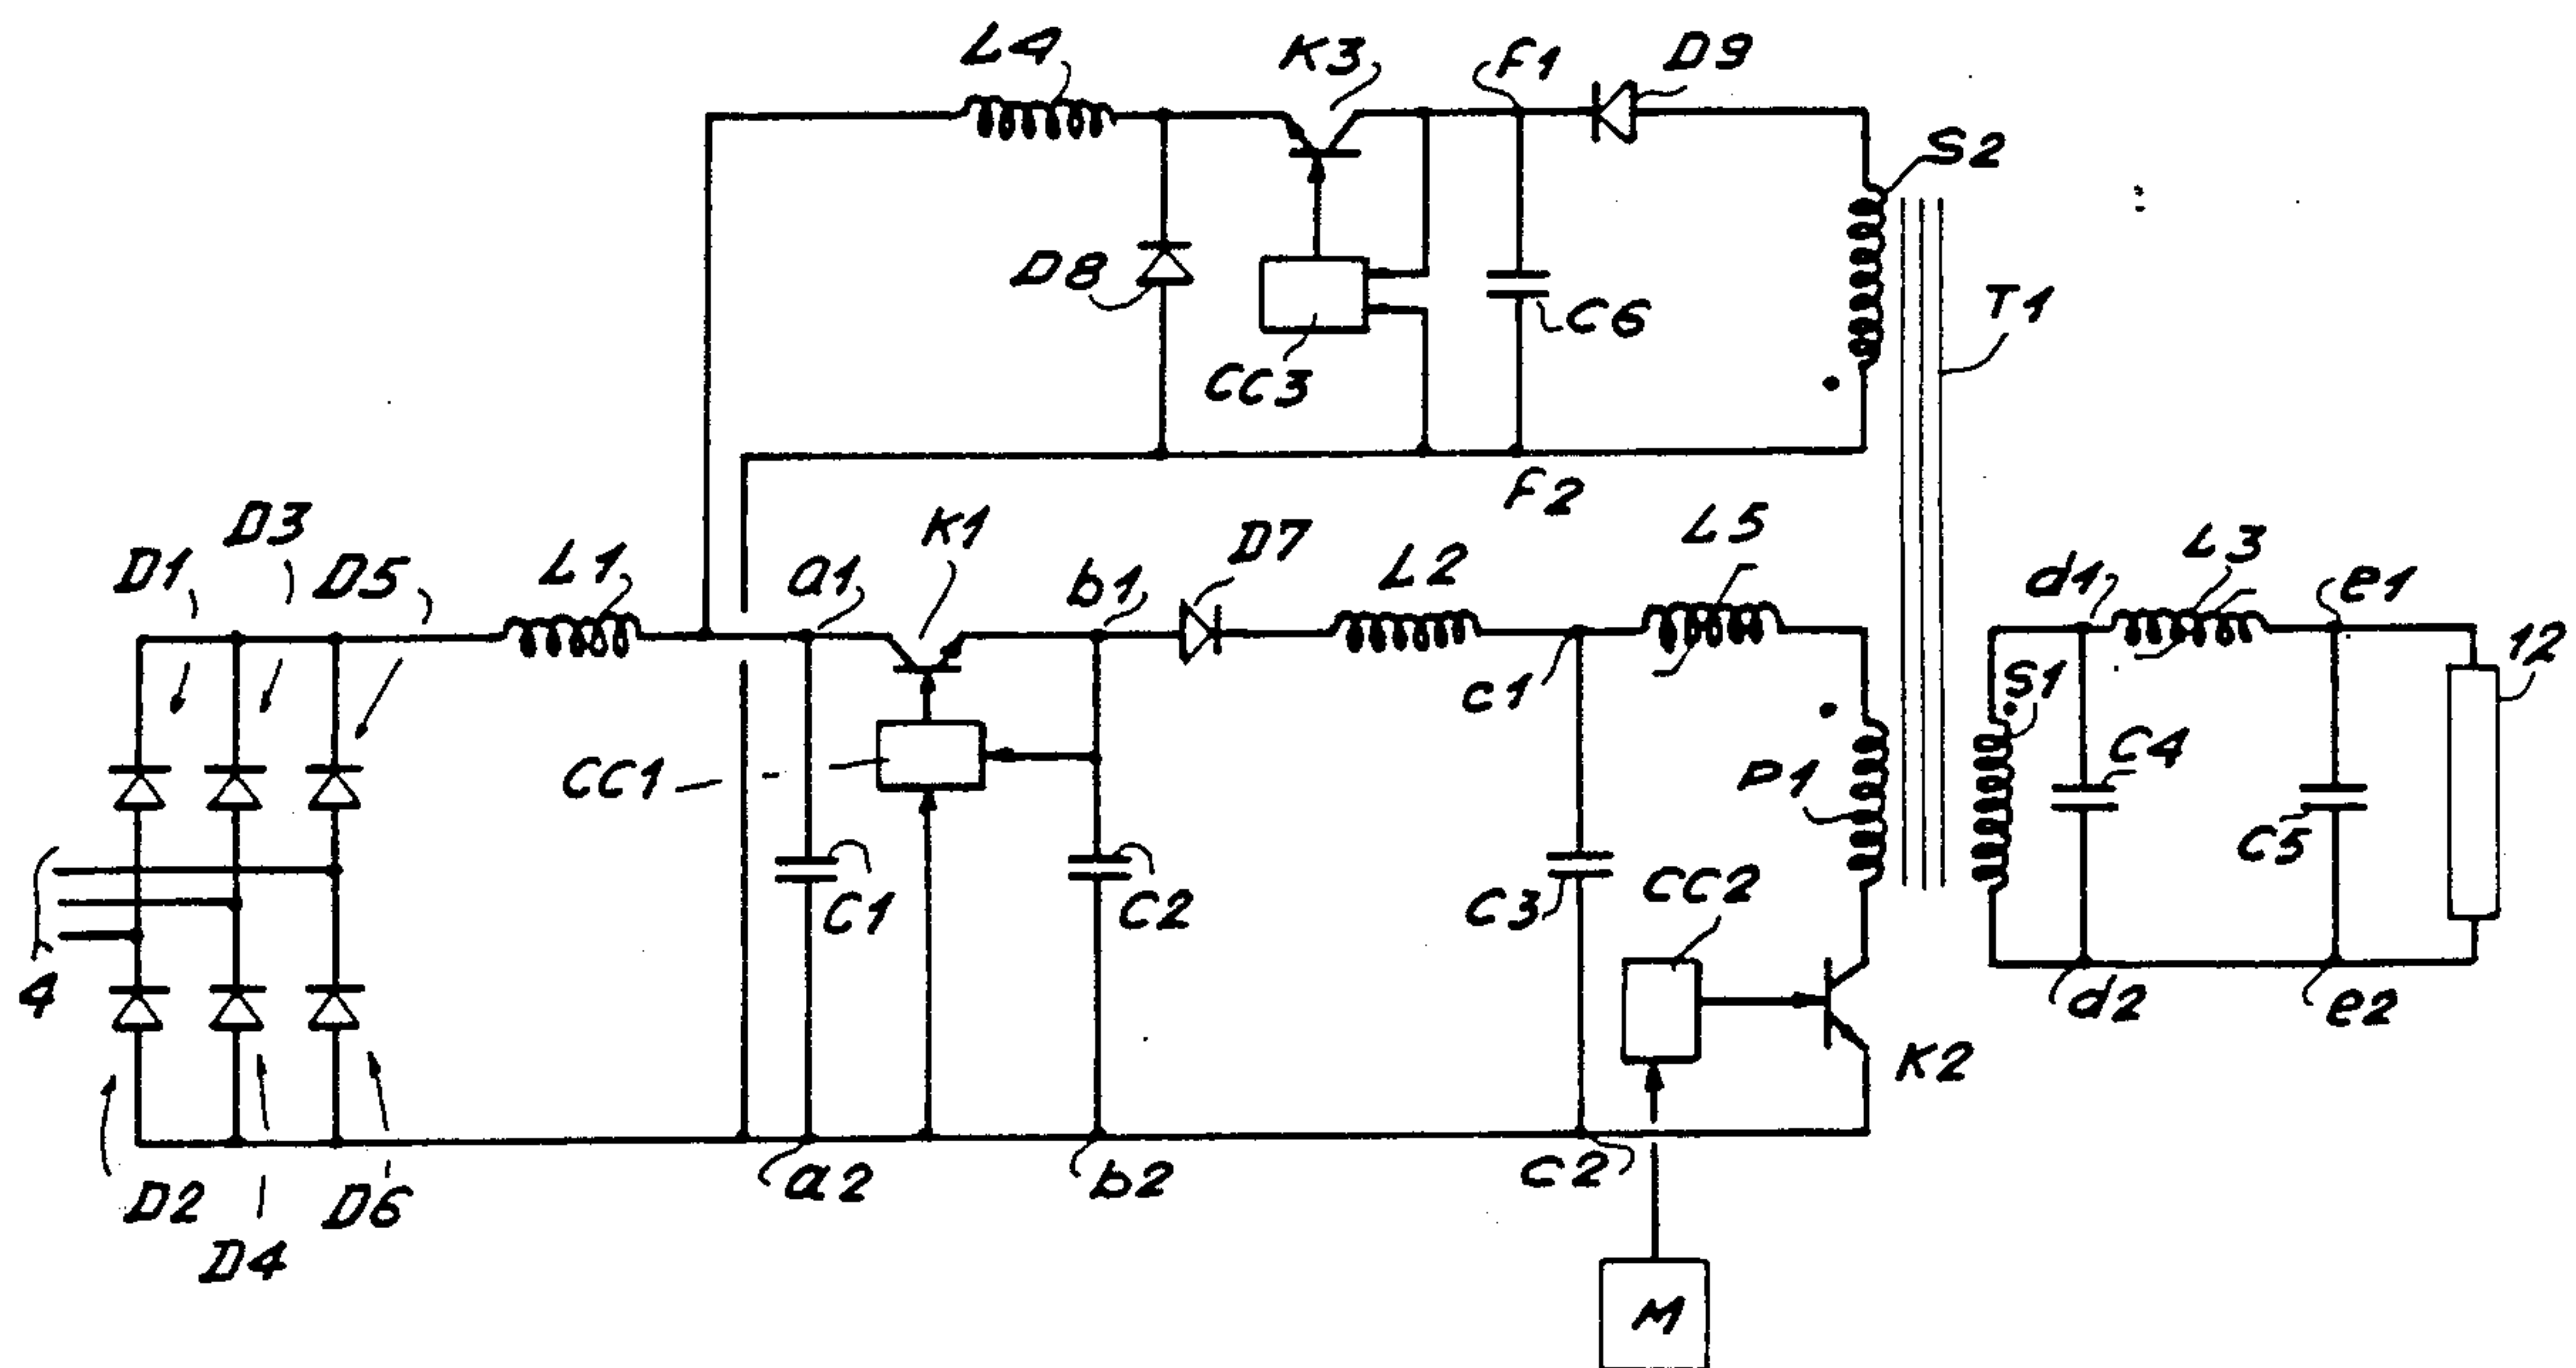 L4
K3
F1
D9
S2
D8
C6
T1
CC3
F2
D3
K1
D7
L5
D1
D5
L1
a1
b1
L2
d1
L3
e1
12
c1
S1
CC1
P1
C4
C5
C1
C2
C3
CC2
4
d2
e2
K2
a2
b2
c2
D2
D6
D4
M